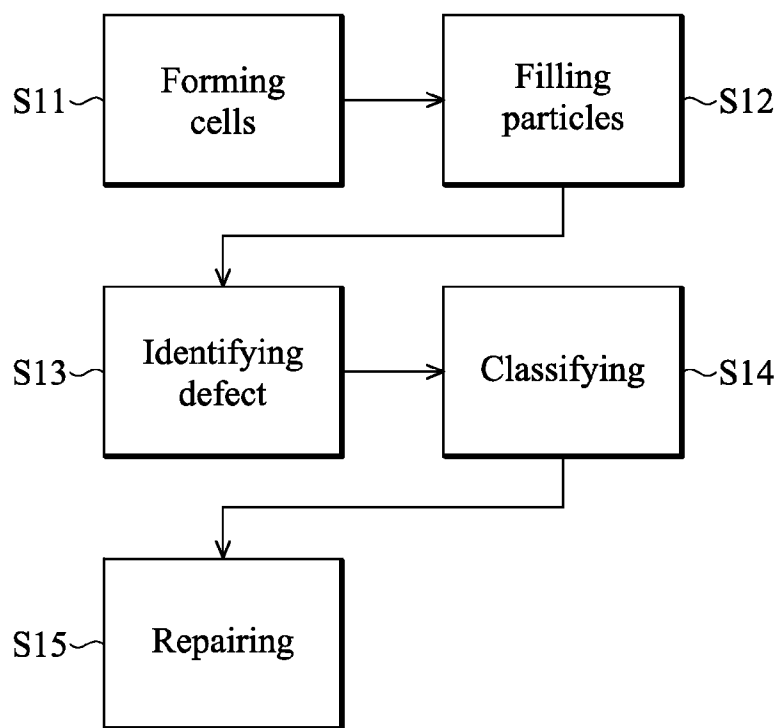 S11
Forming
cells
Filling
particles
S12
S13
Identifying
defect
Classifying
S14
S15
Repairing